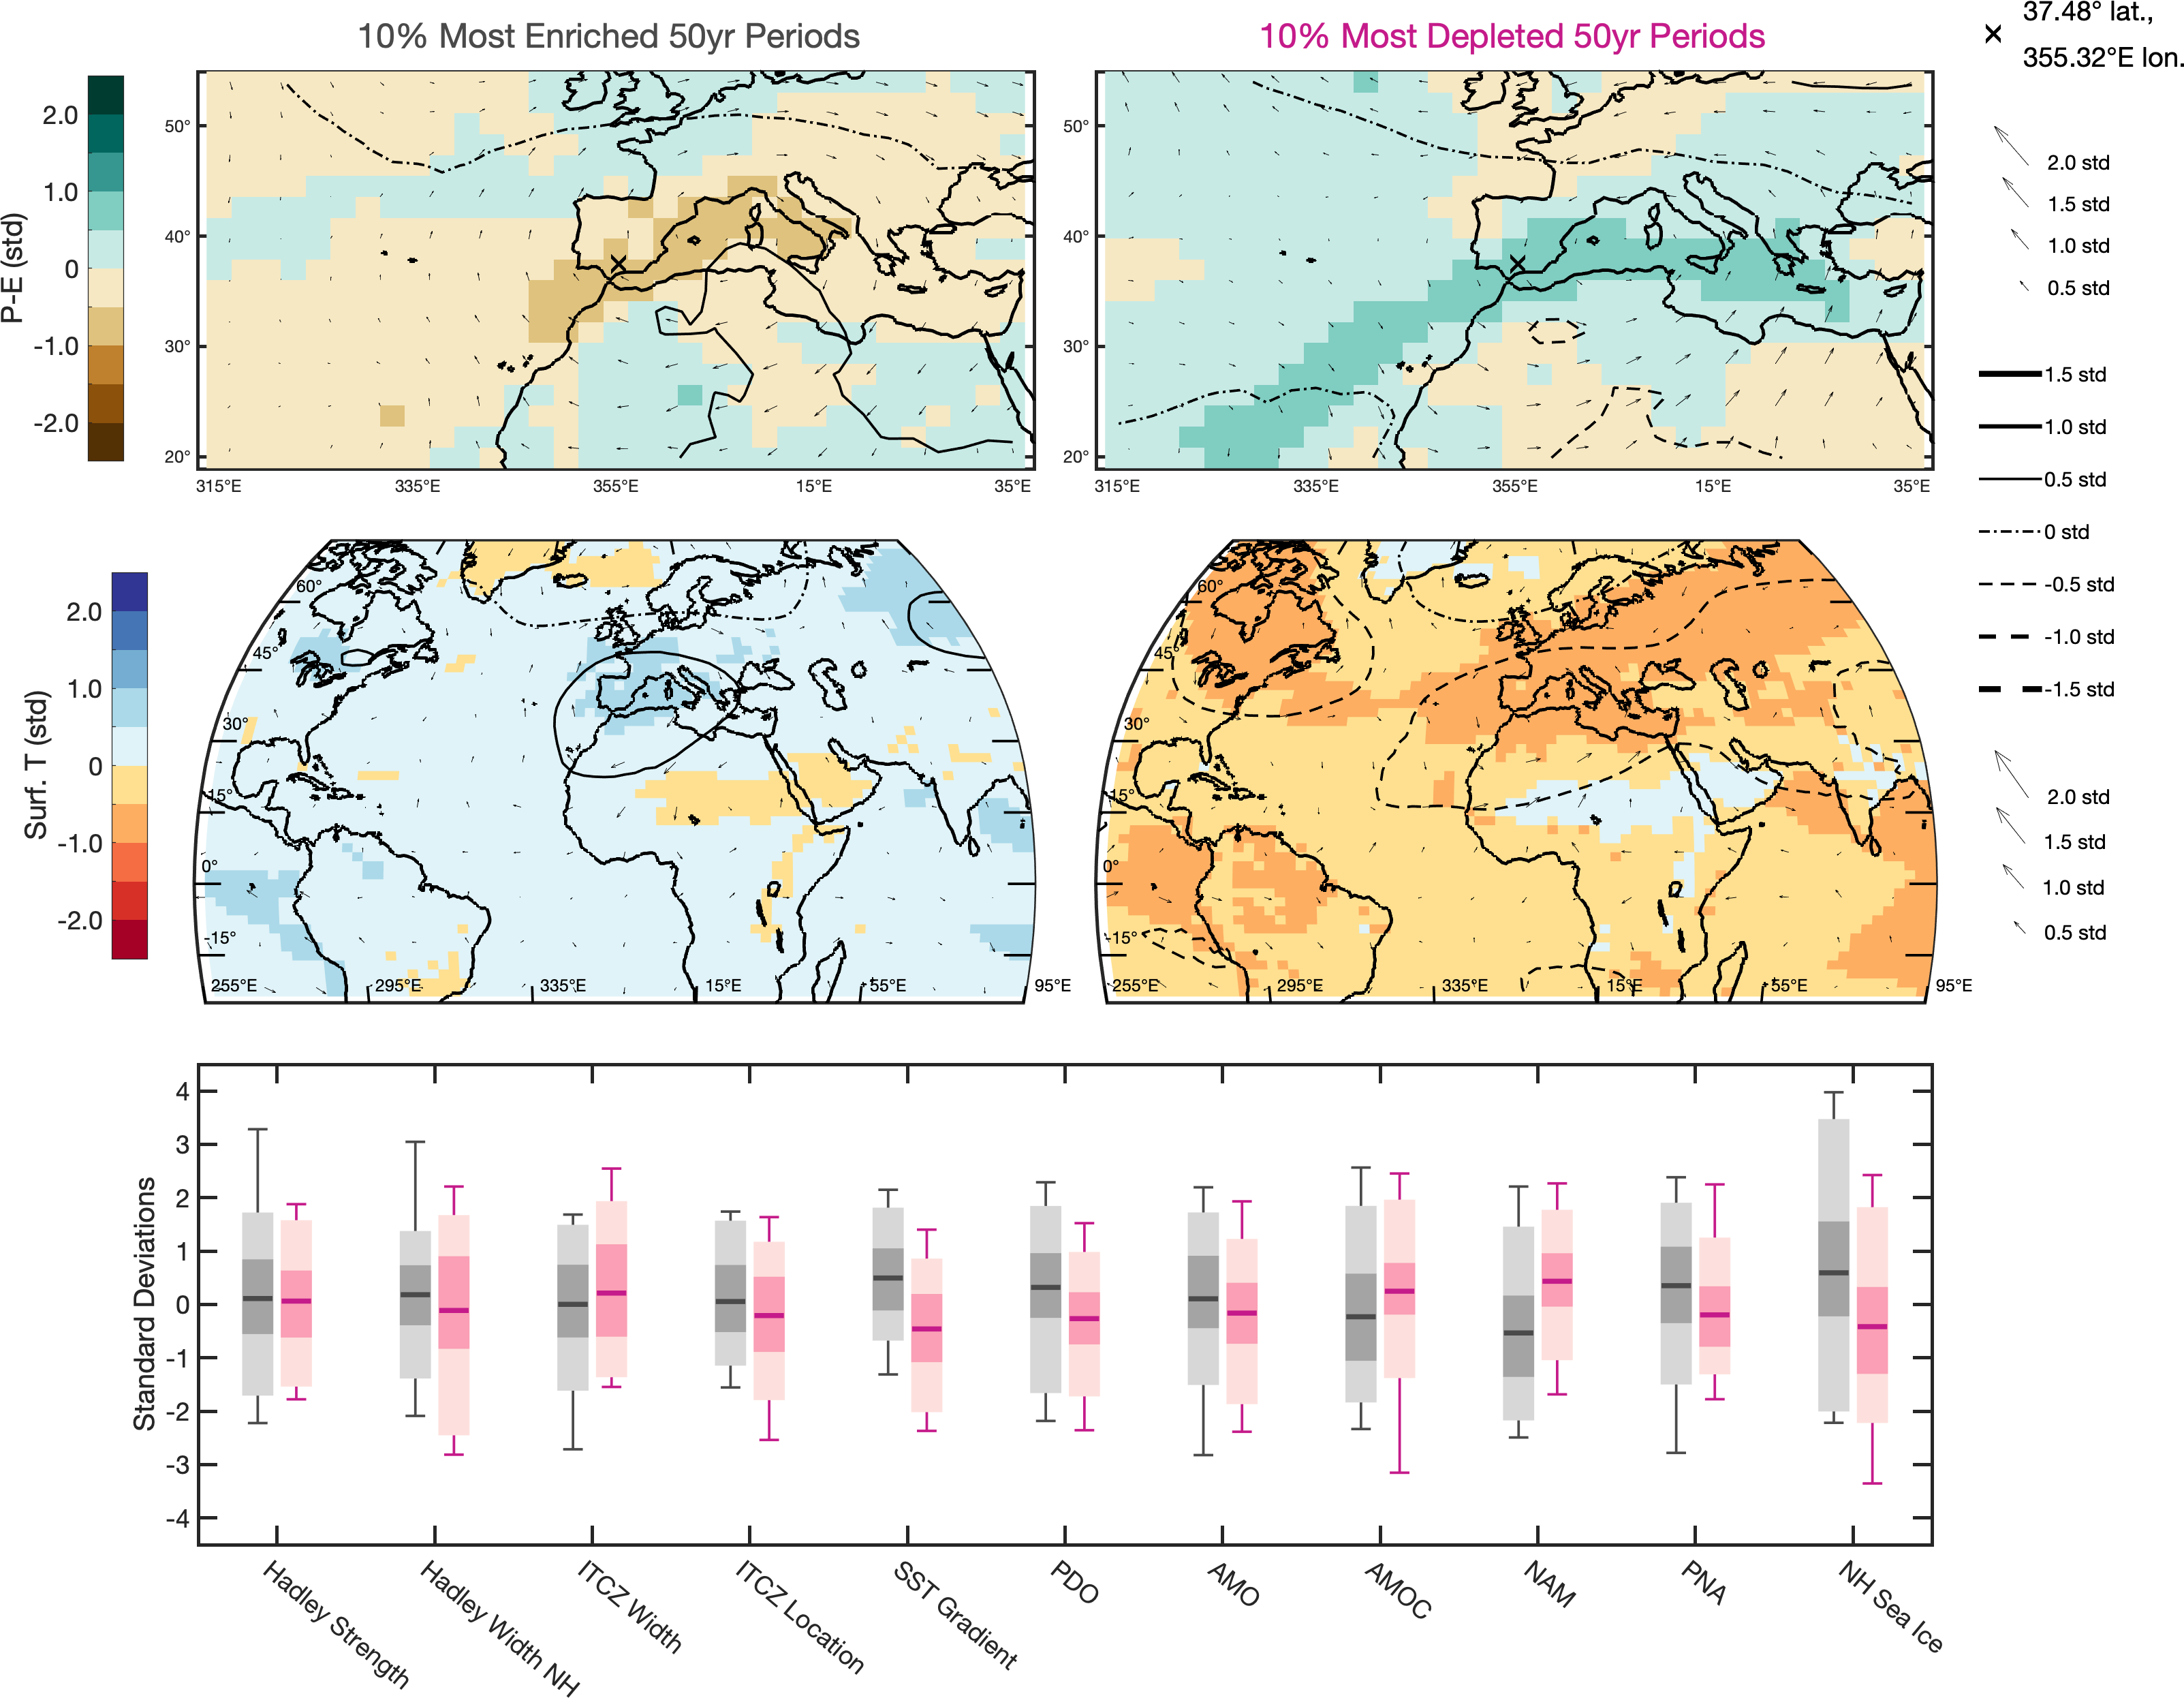 10% Most Enriched 50yr Periods
10% Most Depleted 50yr Periods
37.48° lat.,
355.32°E lon.
P-E (std)
2.0
1.0
0
-1.0
-2.0
50°
40°
30°
20°
315°E
335°E
355°E
15°E
35°E
50°
40°
30°
20°
315°E
335°E
355°E
15°E
35°E
2.0 std
1.5 std
1.0 std
0.5 std
1.5 std
1.0 std
0.5 std
0 std
-0.5 std
-1.0 std
-1.5 std
Surf. T (std)
2.0
1.0
0
-1.0
-2.0
60°
45°
30°
15°
0°
-15°
255°E
295°E
335°E
15°E
55°E
95°E
60°
45°
30°
15°
0°
-15°
255°E
295°E
335°E
15°E
55°E
95°E
2.0 std
1.5 std
1.0 std
0.5 std
Standard Deviations
4
3
2
1
0
-1
-2
-3
-4
Hadley Strength
Hadley Width NH
ITCZ Width
ITCZ Location
SST Gradient
PDO
AMO
AMOC
NAM
PNA
NH Sea Ice